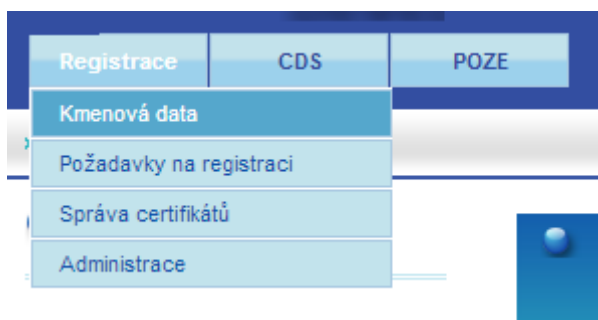 Registrace CDS POZE
Kmenová data
Požadavky na registraci
Správa certifikátů
Administrace